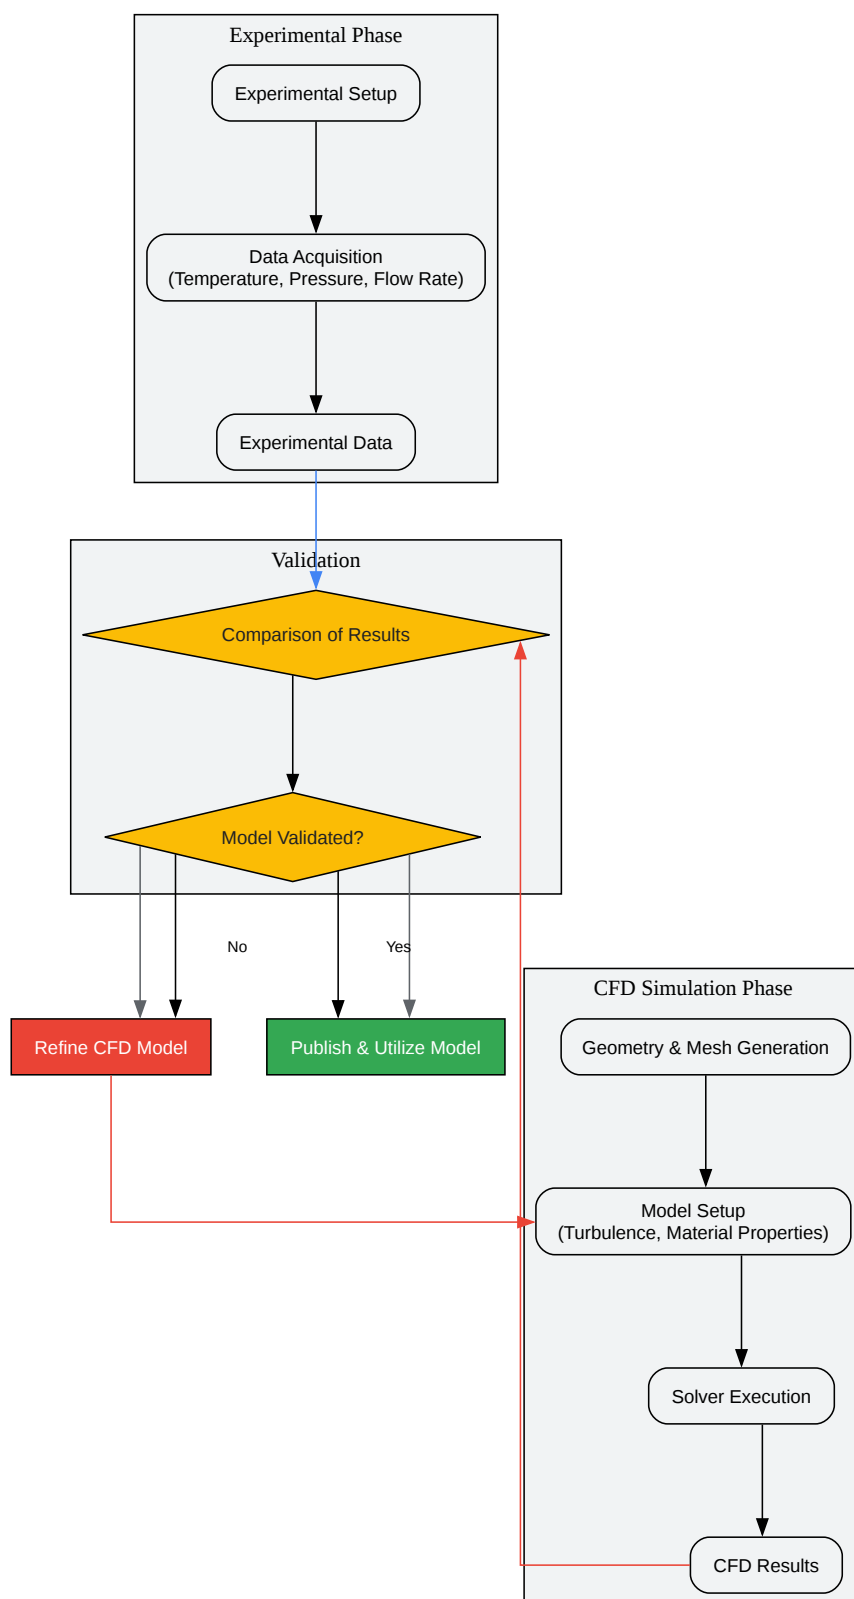 Experimental Phase
Experimental Setup
Data Acquisition
(Temperature, Pressure, Flow Rate)
Experimental Data
Validation
Comparison of Results
Model Validated?
No
Yes
Refine CFD Model
Publish & Utilize Model
CFD Simulation Phase
Geometry & Mesh Generation
Model Setup
(Turbulence, Material Properties)
Solver Execution
CFD Results